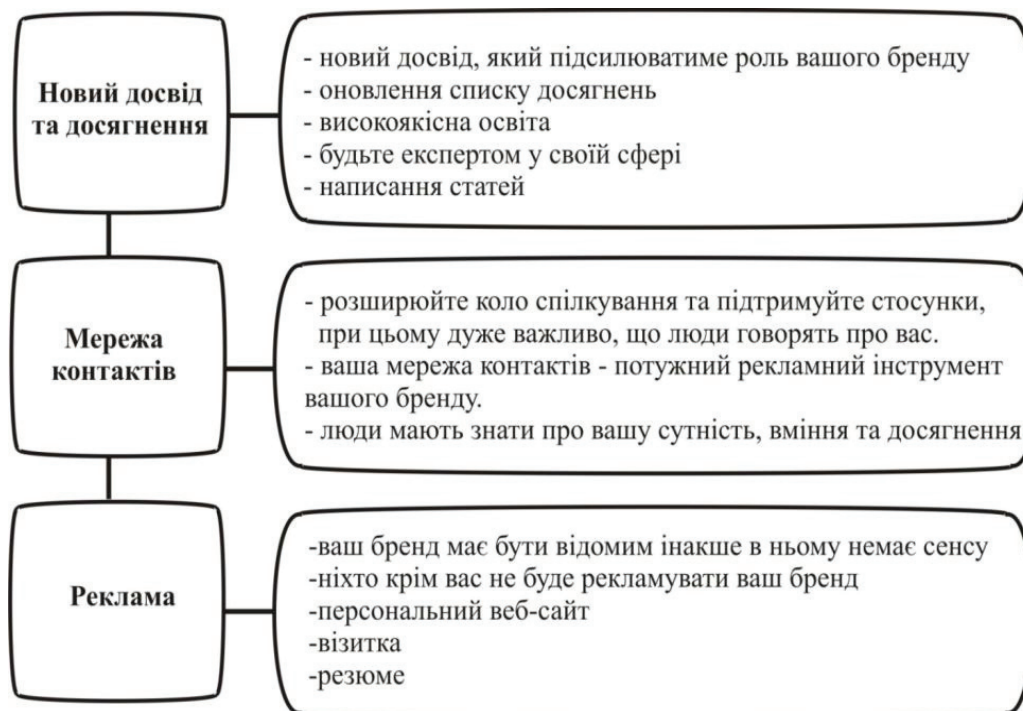 Новий досвід
та досягнення
- новий досвід, який підсилюватиме роль вашого бренду
- оновлення списку досягнень
- високоякісна освіта
- будьте експертом у своїй сфері
- написання статей
Мережа
контактів
- розширюйте коло спілкування та підтримуйте стосунки,
при цьому дуже важливо, що люди говорять про вас.
- ваша мережа контактів - потужний рекламний інструмент
вашого бренду.
- люди мають знати про вашу сутність, вміння та досягнення
Реклама
-ваш бренд має бути відомим інакше в ньому немає сенсу
-ніхто крім вас не буде рекламувати ваш бренд
-персональний веб-сайт
-візитка
-резюме